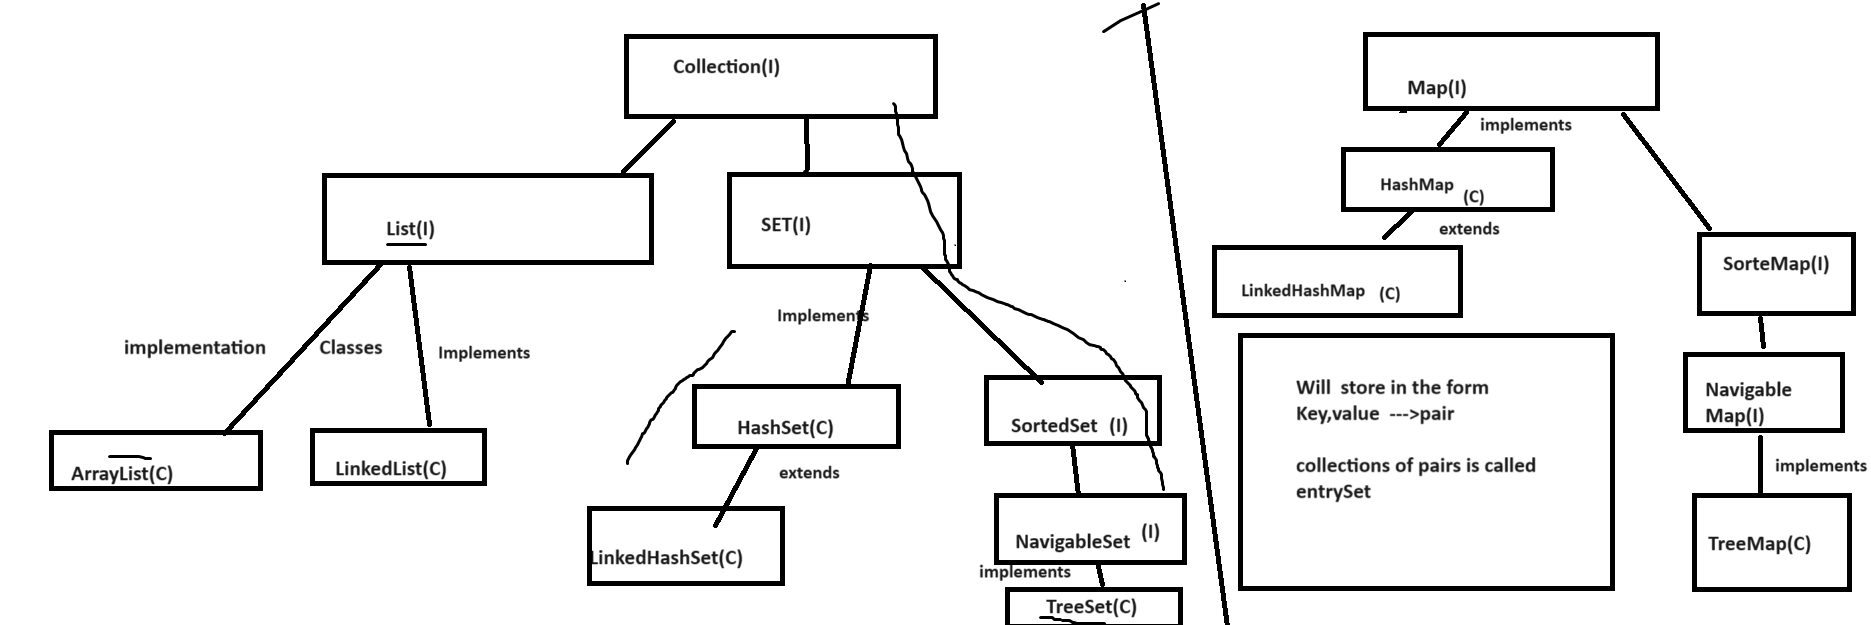 Collection(I)
List(I)
SET(I)
implementation Classes
Implements
Implements
ArrayList(C)
LinkedList(C)
HashSet(C)
extends
LinkedHashSet(C)
SortedSet (I)
NavigableSet (I)
implements
TreeSet(C)
Map(I)
implements
HashMap (C)
extends
LinkedHashMap (C)
SorteMap(I)
Navigable
Map(I)
implements
TreeMap(C)
Will store in the form
Key,value --->pair
collections of pairs is called
entrySet